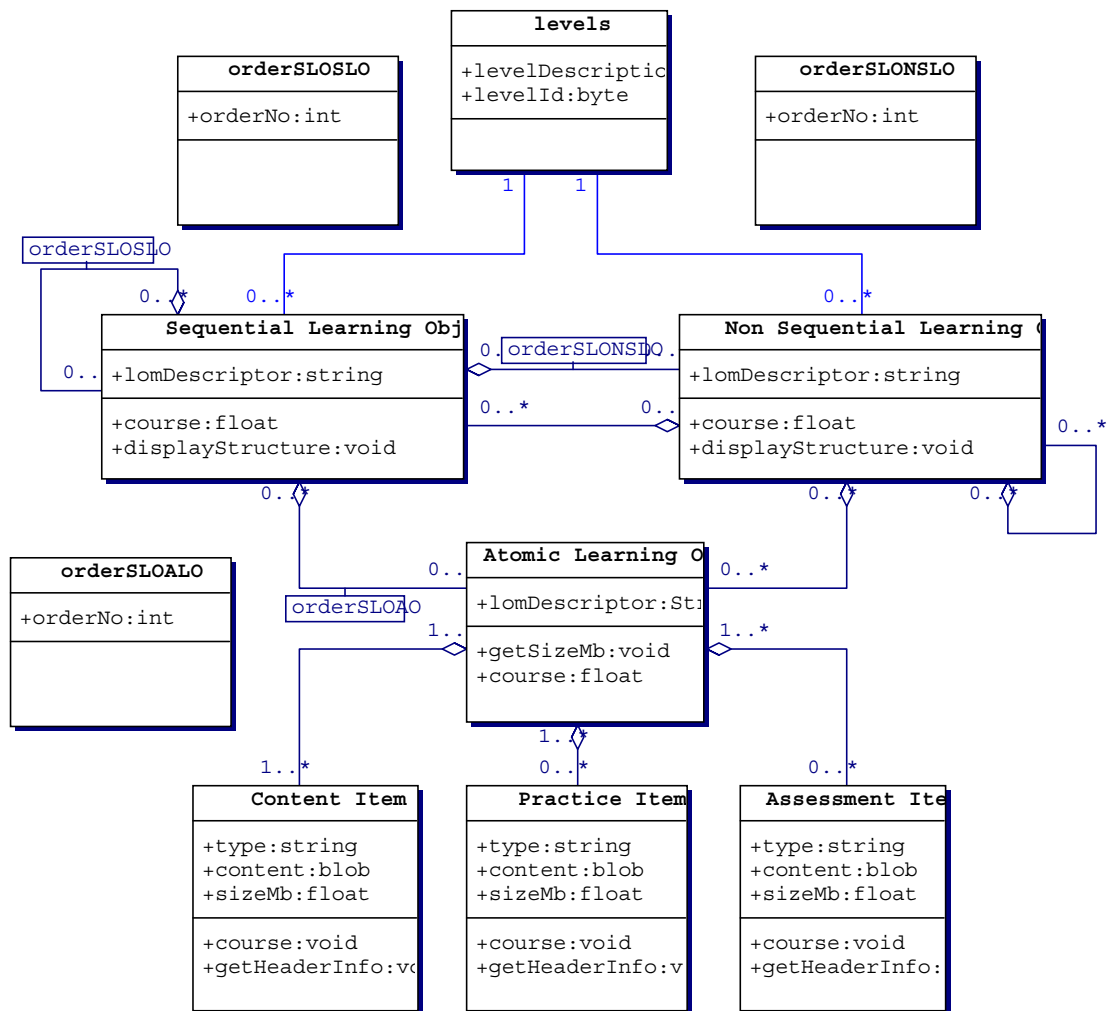 levels
+levelDescriptic
+levelId:byte
orderSLOSLO
+orderNo:int
orderSLONSLO
+orderNo:int
1
1
orderSLOSLO
0..*
0..*
0..*
Sequential Learning Obj
+lomDescriptor:string
+course:float
+displayStructure:void
0..
0..
orderSLONSLO
0..
0..*
0..
Non Sequential Learning
+lomDescriptor:string
+course:float
+displayStructure:void
0..*
0..*
0..*
0..*
orderSLOALO
+orderNo:int
0..
orderSLOAO
0..*
Atomic Learning O
+lomDescriptor:Str
+getSizeMb:void
+course:float
1..
1..*
1..*
1..*
0..*
0..*
Content Item
+type:string
+content:blob
+sizeMb:float
+course:void
+getHeaderInfo:vo
Practice Item
+type:string
+content:blob
+sizeMb:float
+course:void
+getHeaderInfo:v
Assessment Ite
+type:string
+content:blob
+sizeMb:float
+course:void
+getHeaderInfo: